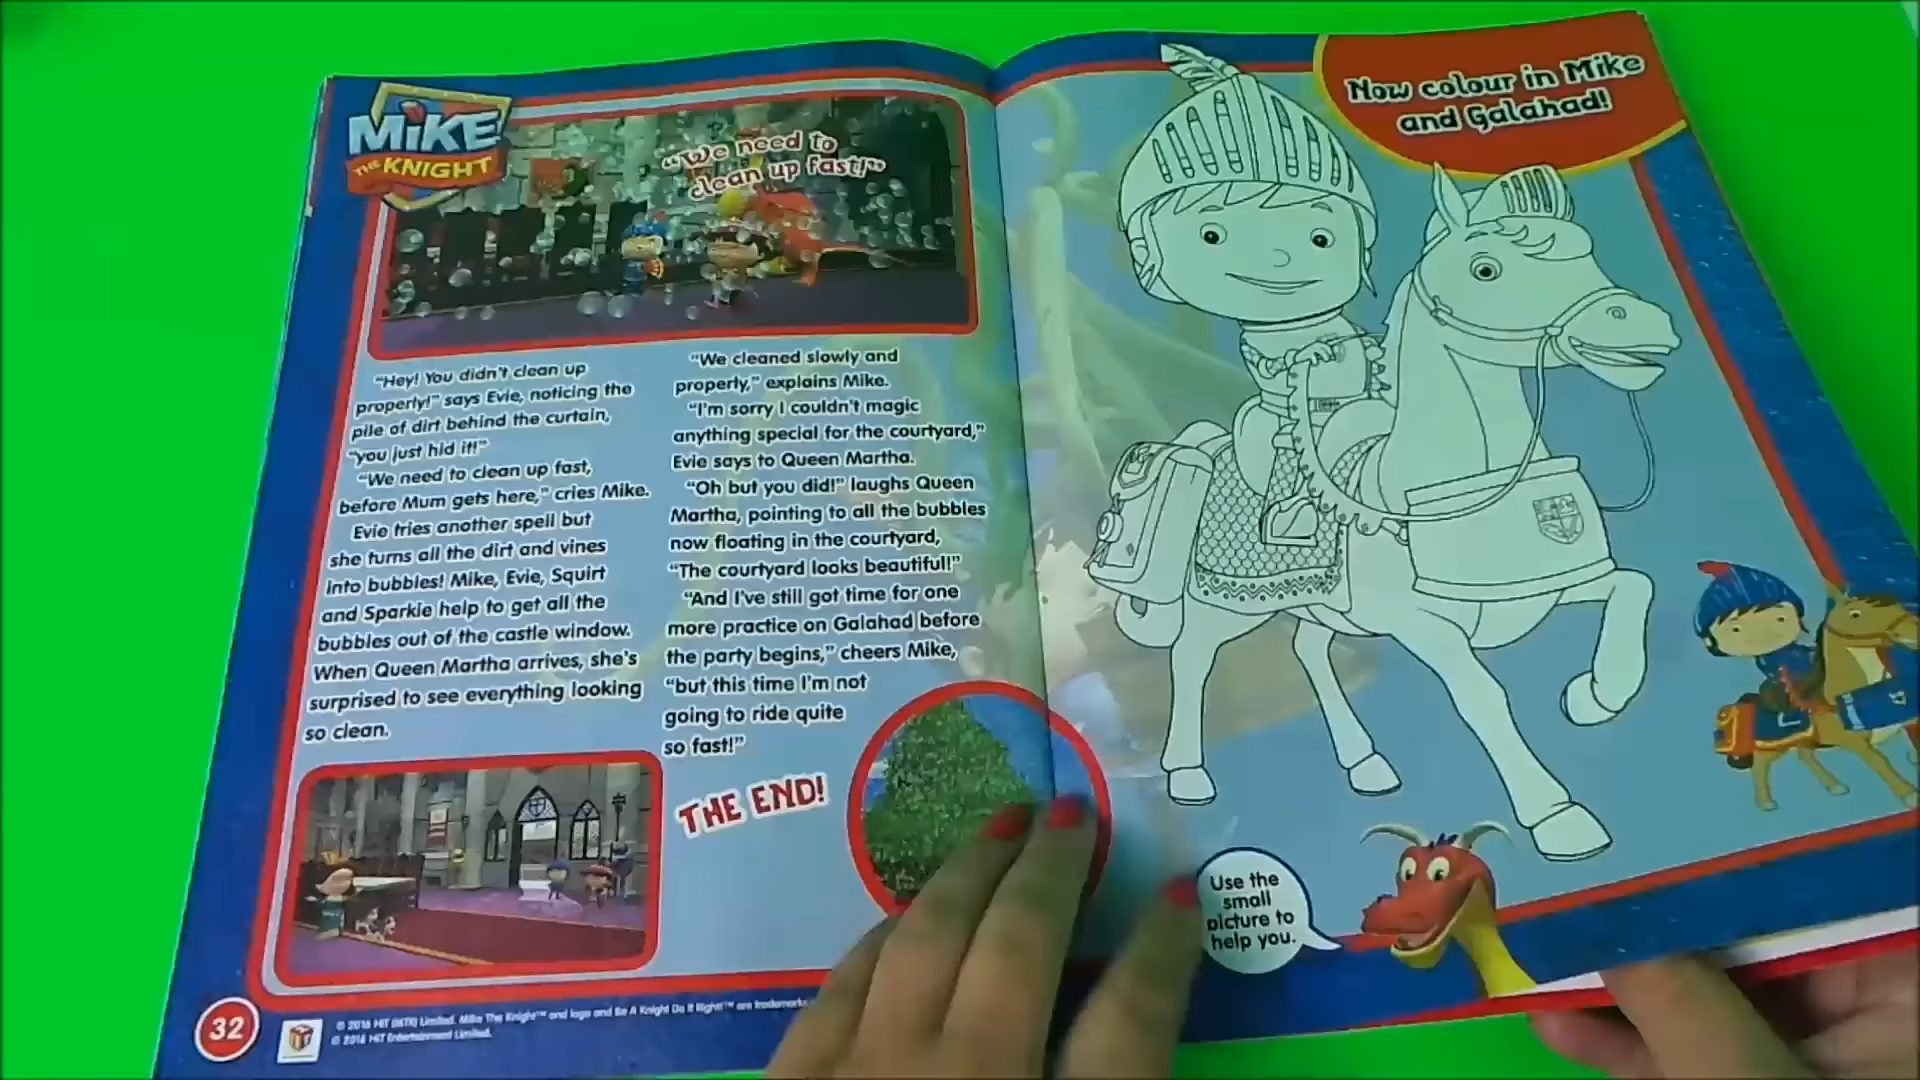 MiKE
THE KNIGHT
"We need to
clean up fast!"
"Hey! You didn't clean up
properly!" says Evie, noticing the
pile of dirt behind the curtain,
"you just hid it!"
"We need to clean up fast,
before Mum gets here," cries Mike.
Evie tries another spell but
she turns all the dirt and vines
into bubbles! Mike, Evie, Squirt
and Sparkie help to get all the
bubbles out of the castle window.
When Queen Martha arrives, she's
surprised to see everything looking
so clean.
"We cleaned slowly and
properly," explains Mike.
"I'm sorry I couldn't magic
anything special for the courtyard,"
Evie says to Queen Martha.
"Oh but you did!" laughs Queen
Martha, pointing to all the bubbles
now floating in the courtyard,
"The courtyard looks beautiful!"
"And I've still got time for one
more practice on Galahad before
the party begins," cheers Mike,
"but this time I'm not
going to ride quite
so fast!"
THE END!
32
© 2016 HIT (MTK) Limited. Mike The Knight™ and logo and Be A Knight Do It Right!™ are trademarks
© 2016 HIT Entertainment Limited.
Now colour in Mike
and Galahad!
Use the
small
picture to
help you.